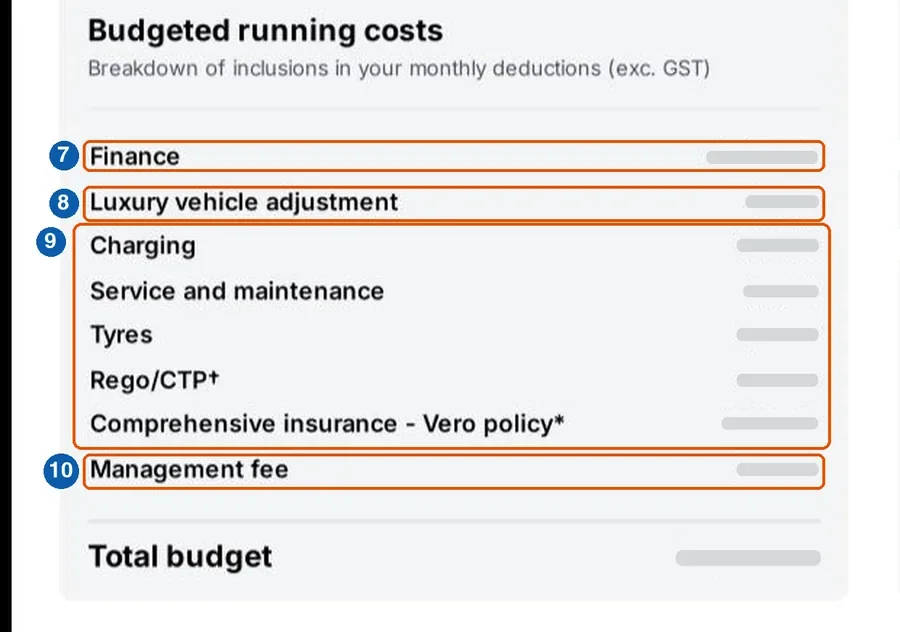 Budgeted running costs
Breakdown of inclusions in your monthly deductions (exc. GST)
7 Finance
8 Luxury vehicle adjustment
9 Charging
Service and maintenance
Tyres
Rego/CTP†
Comprehensive insurance - Vero policy*
10 Management fee
Total budget